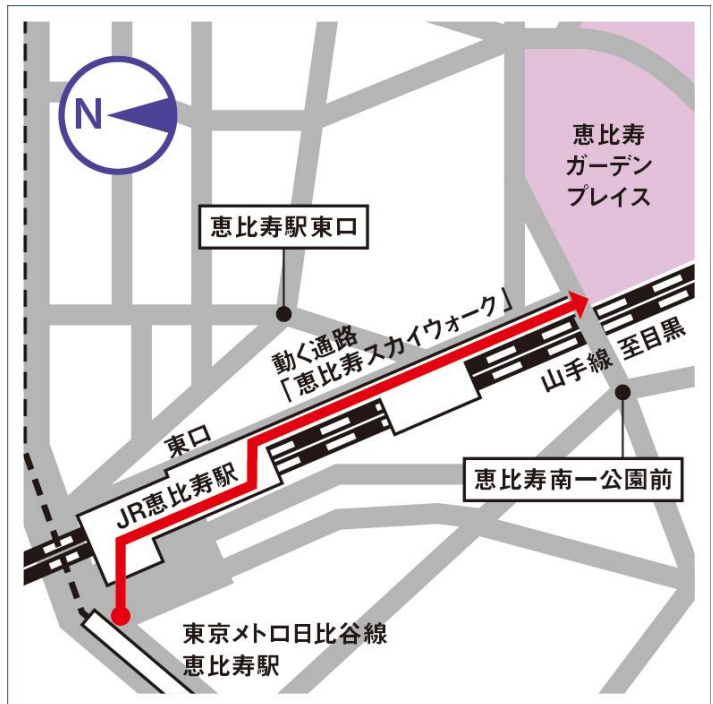 N
恵比寿
ガーデン
プレイス
恵比寿駅東口
動く通路
「恵比寿スカイウォーク」
山手線 至目黒
東口
JR恵比寿駅
恵比寿南一公園前
東京メトロ日比谷線
恵比寿駅